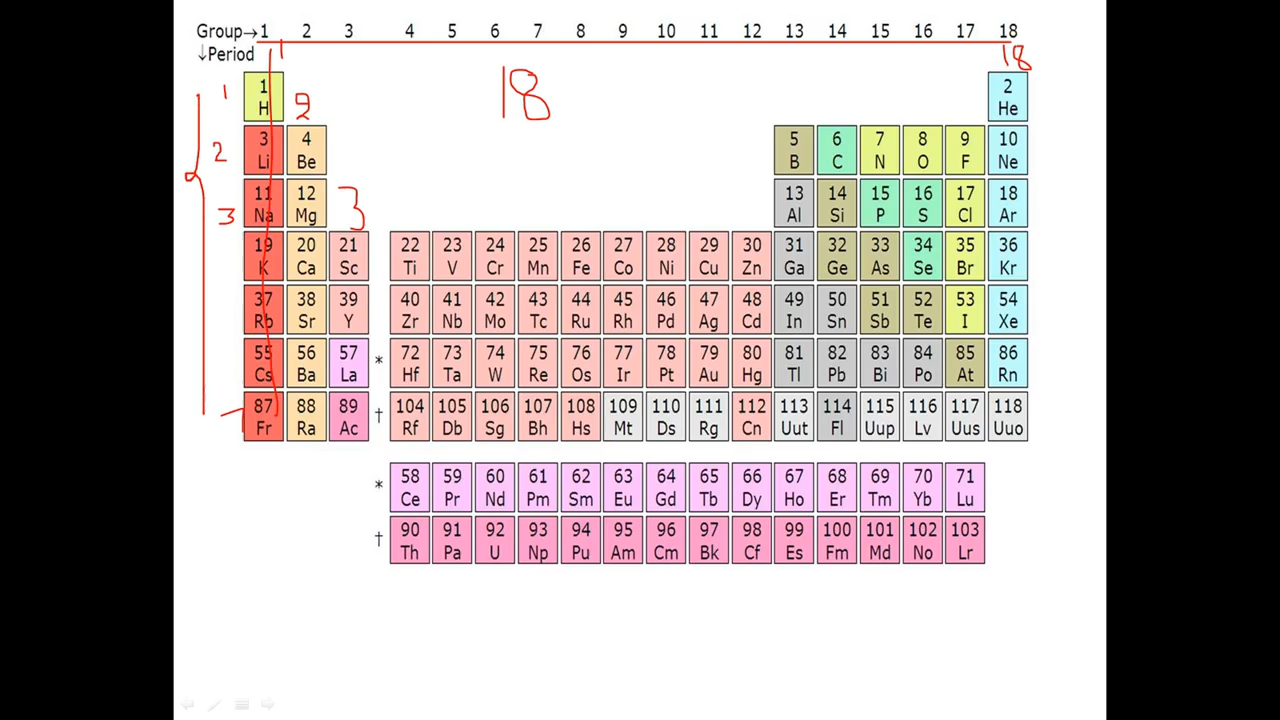 Group→ 1 2 3 4 5 6 7 8 9 10 11 12 13 14 15 16 17 18
↓Period
1 18
1 1 18 2
H 2 He
3 4 5 6 7 8 9 10
2 Li Be B C N O F Ne
11 12 13 14 15 16 17 18
3 Na Mg 3 Al Si P S Cl Ar
19 20 21 22 23 24 25 26 27 28 29 30 31 32 33 34 35 36
K Ca Sc Ti V Cr Mn Fe Co Ni Cu Zn Ga Ge As Se Br Kr
37 38 39 40 41 42 43 44 45 46 47 48 49 50 51 52 53 54
Rb Sr Y Zr Nb Mo Tc Ru Rh Pd Ag Cd In Sn Sb Te I Xe
55 56 57 * 72 73 74 75 76 77 78 79 80 81 82 83 84 85 86
Cs Ba La Hf Ta W Re Os Ir Pt Au Hg Tl Pb Bi Po At Rn
7 87 88 89 † 104 105 106 107 108 109 110 111 112 113 114 115 116 117 118
Fr Ra Ac Rf Db Sg Bh Hs Mt Ds Rg Cn Uut Fl Uup Lv Uus Uuo
* 58 59 60 61 62 63 64 65 66 67 68 69 70 71
Ce Pr Nd Pm Sm Eu Gd Tb Dy Ho Er Tm Yb Lu
† 90 91 92 93 94 95 96 97 98 99 100 101 102 103
Th Pa U Np Pu Am Cm Bk Cf Es Fm Md No Lr